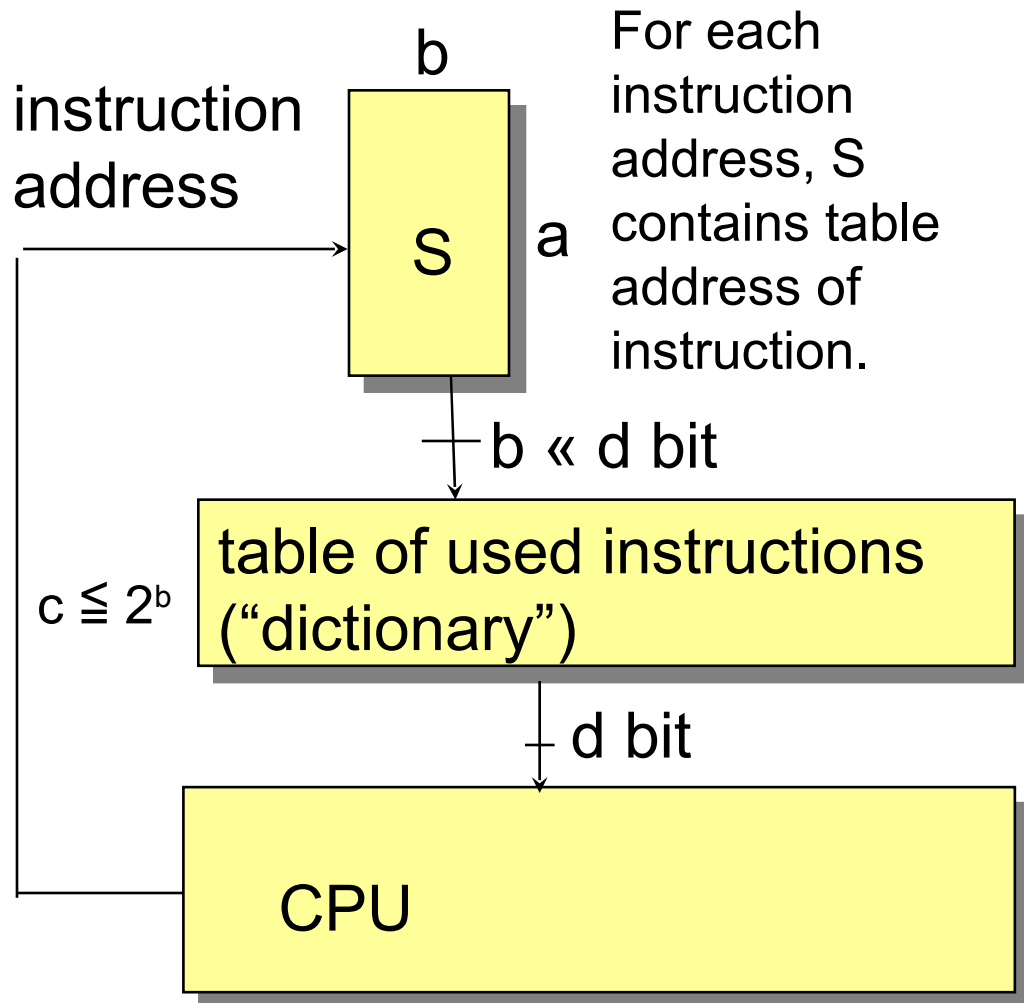 b
instruction
address
S
a
For each
instruction
address, S
contains table
address of
instruction.
b « d bit
table of used instructions
(“dictionary”)
c ≦ 2ᵇ
d bit
CPU